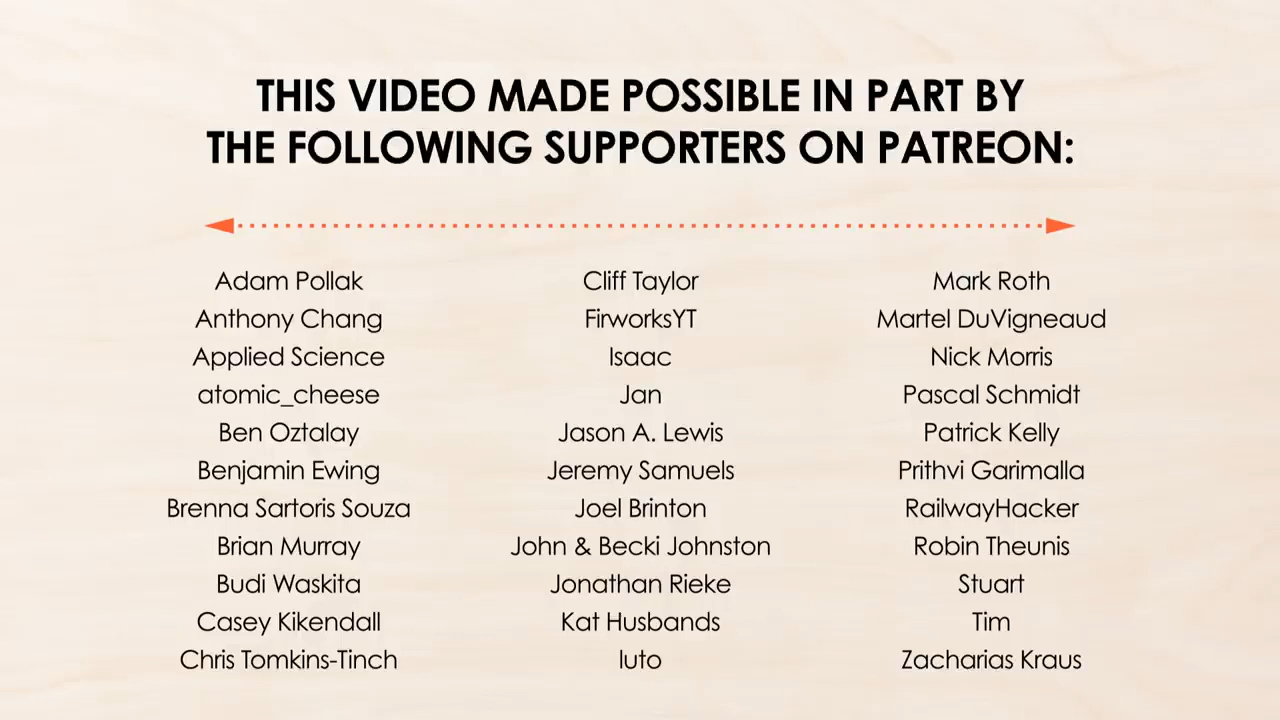 THIS VIDEO MADE POSSIBLE IN PART BY
THE FOLLOWING SUPPORTERS ON PATREON:
Adam Pollak
Anthony Chang
Applied Science
atomic_cheese
Ben Oztalay
Benjamin Ewing
Brenna Sartoris Souza
Brian Murray
Budi Waskita
Casey Kikendall
Chris Tomkins-Tinch
Cliff Taylor
FirworksYT
Isaac
Jan
Jason A. Lewis
Jeremy Samuels
Joel Brinton
John & Becki Johnston
Jonathan Rieke
Kat Husbands
luto
Mark Roth
Martel DuVigneaud
Nick Morris
Pascal Schmidt
Patrick Kelly
Prithvi Garimalla
RailwayHacker
Robin Theunis
Stuart
Tim
Zacharias Kraus